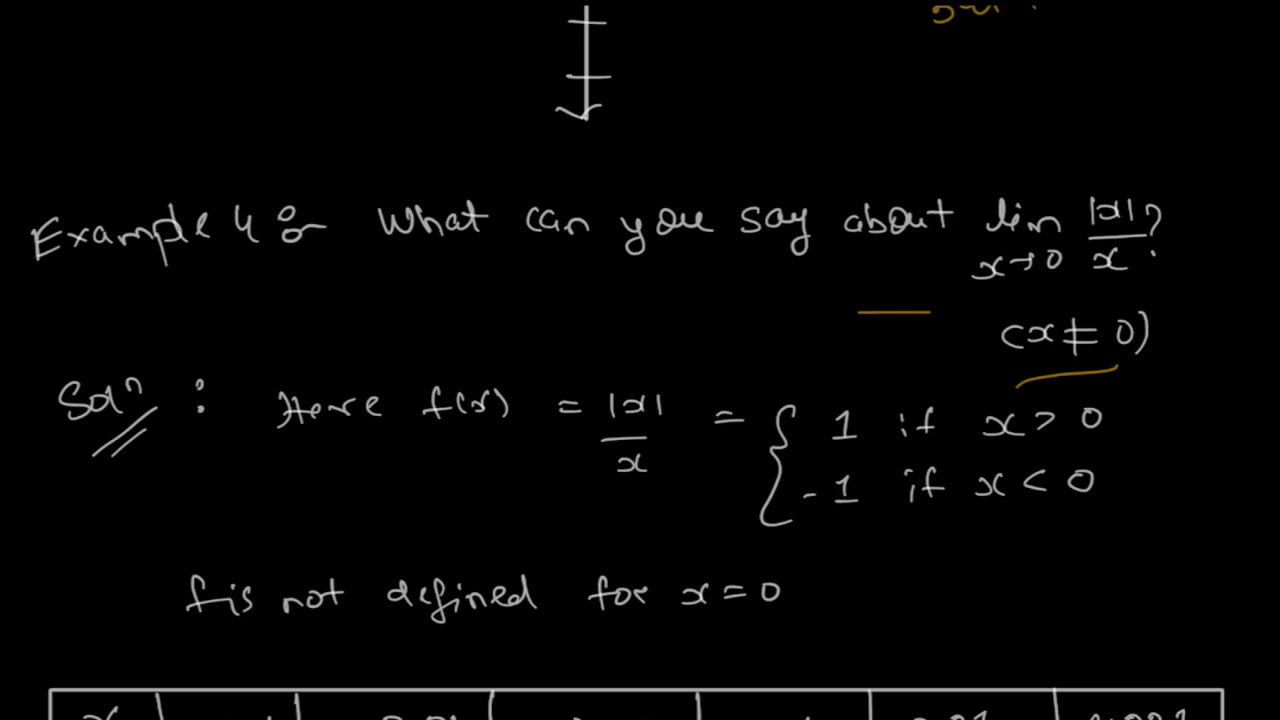 Example 4 :- What can you say about lim x→0 |x|/x ?
(x ≠ 0)
Solⁿ : Here f(x) = |x|/x = { 1 if x > 0
-1 if x < 0
f is not defined for x = 0
x